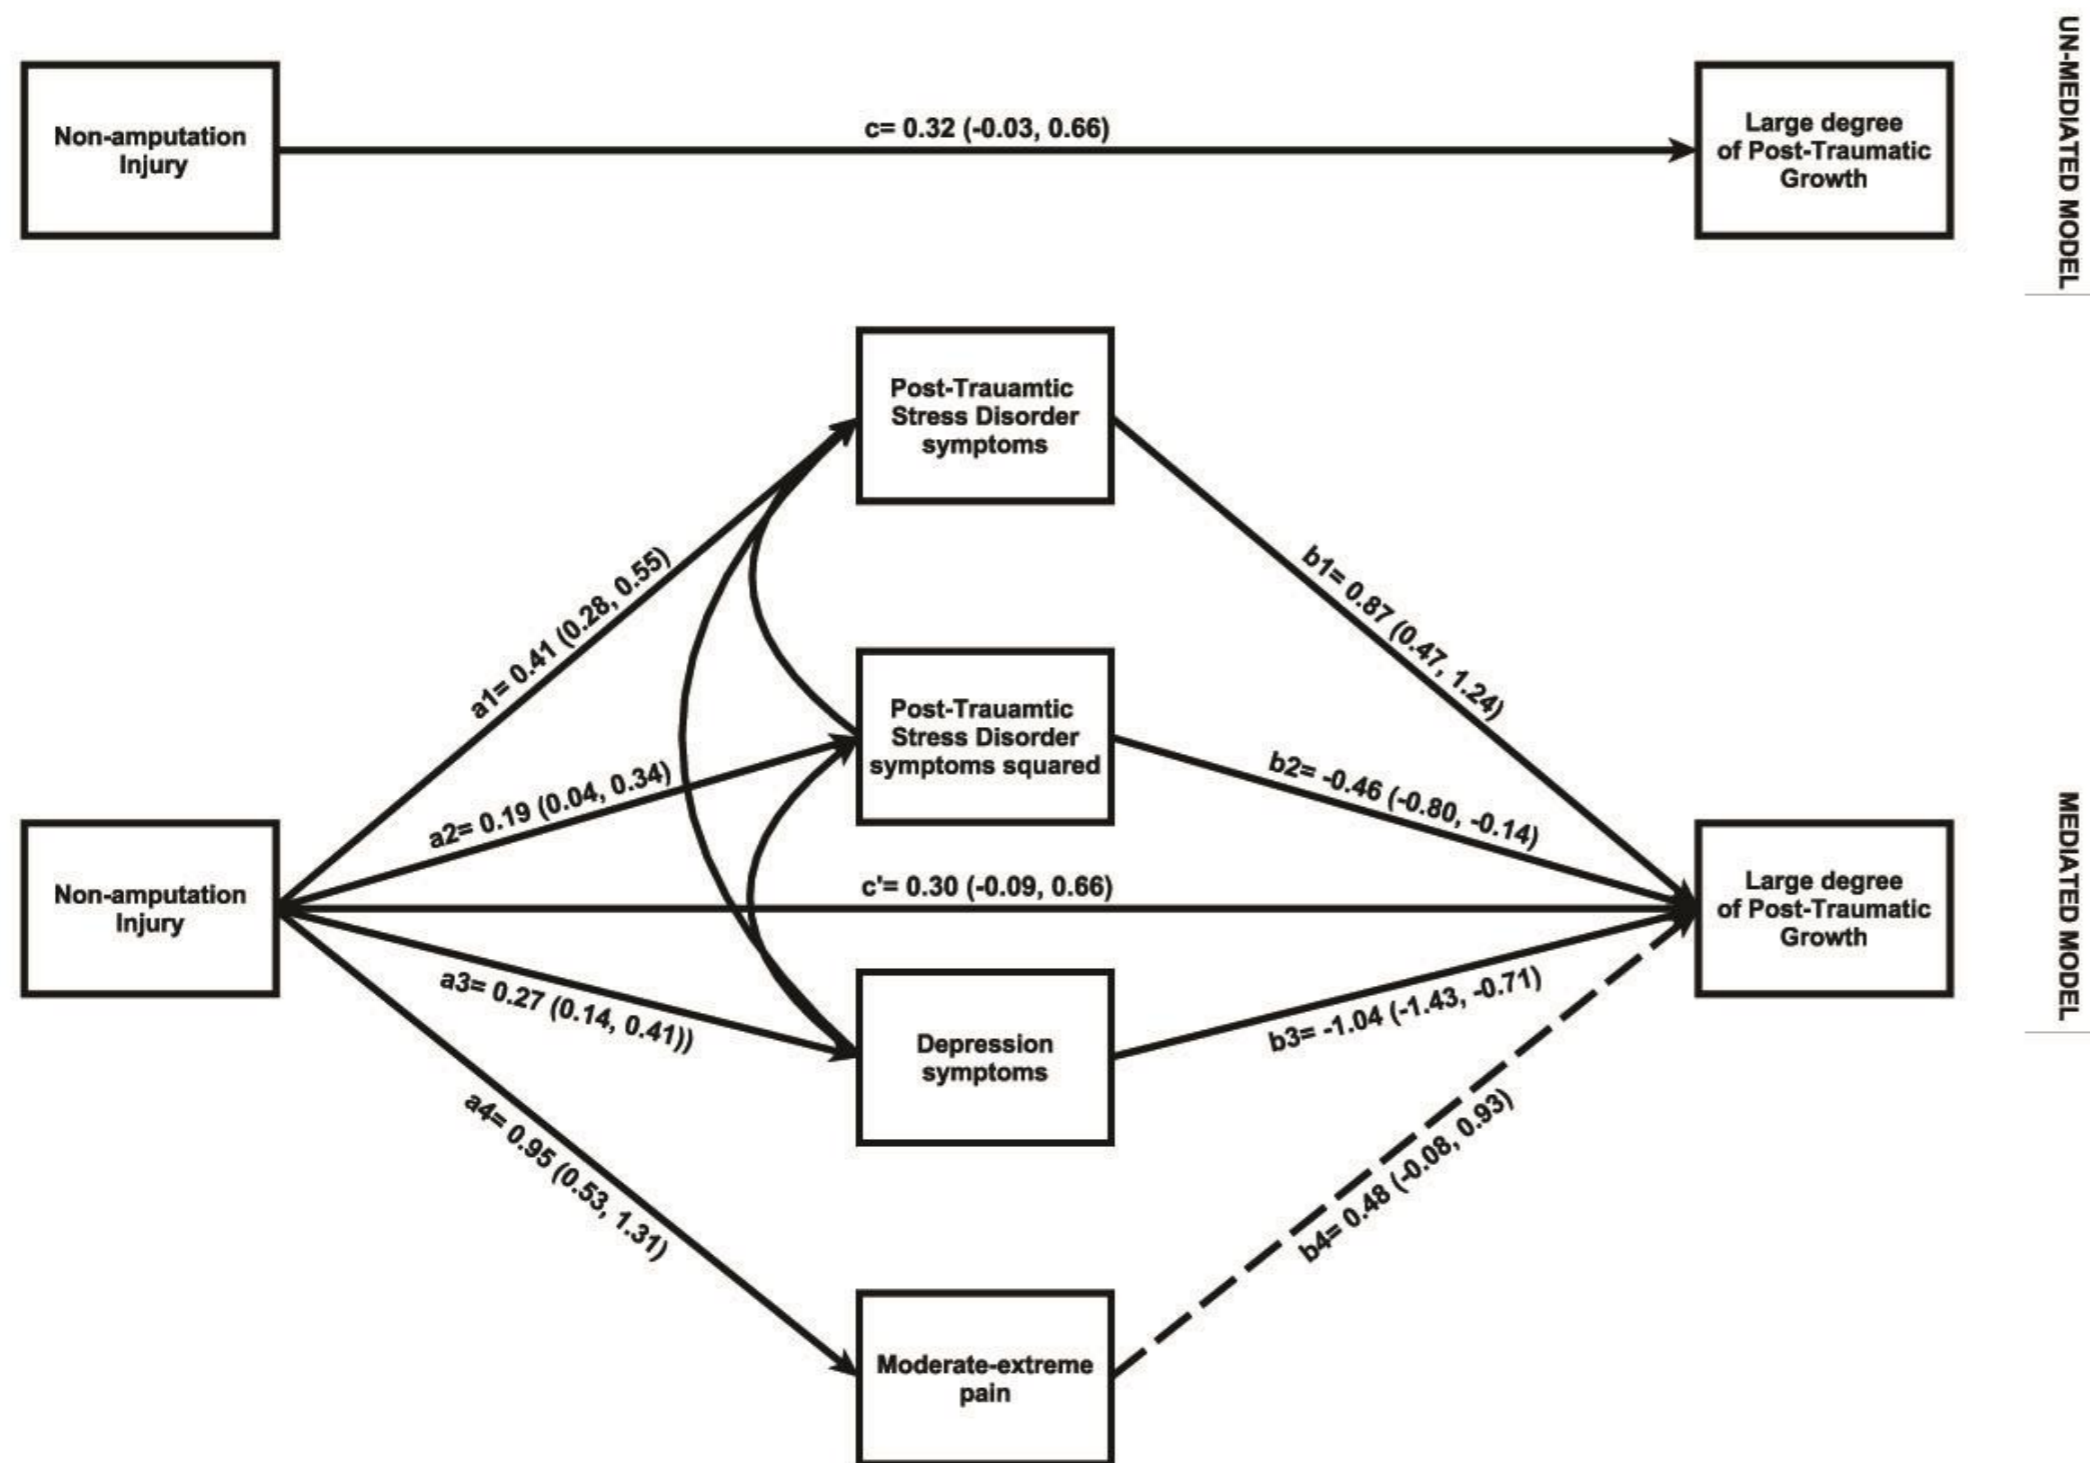 UN-MEDIATED MODEL
Non-amputation
Injury
c= 0.32 (-0.03, 0.66)
Large degree
of Post-Traumatic
Growth
Post-Trauamtic
Stress Disorder
symptoms
a1= 0.41 (0.28, 0.55)
b1= 0.87 (0.47, 1.24)
Post-Trauamtic
Stress Disorder
symptoms squared
a2= 0.19 (0.04, 0.34)
b2= -0.46 (-0.80, -0.14)
MEDIATED MODEL
Non-amputation
Injury
c'= 0.30 (-0.09, 0.66)
Large degree
of Post-Traumatic
Growth
a3= 0.27 (0.14, 0.41))
b3= -1.04 (-1.43, -0.71)
Depression
symptoms
a4= 0.95 (0.53, 1.31)
b4= 0.48 (-0.08, 0.93)
Moderate-extreme
pain